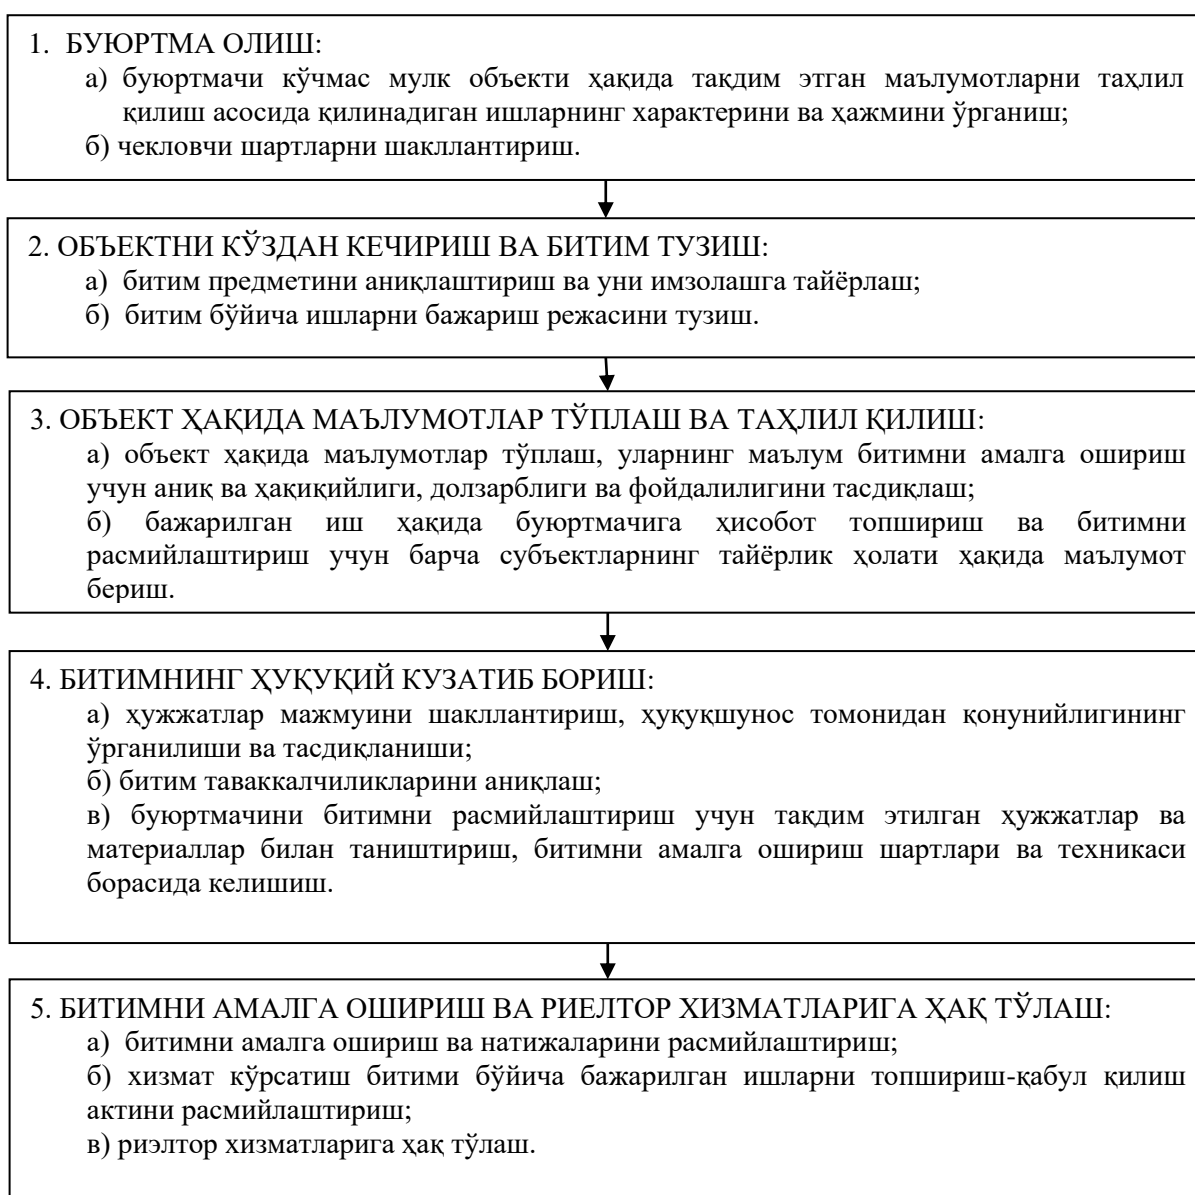 1. БУЮРТМА ОЛИШ:
а) буюртмачи кўчмас мулк объекти ҳақида тақдим этган маълумотларни таҳлил
қилиш асосида қилинадиган ишларнинг характерини ва ҳажмини ўрганиш;
б) чекловчи шартларни шакллантириш.
2. ОБЪЕКТНИ КЎЗДАН КЕЧИРИШ ВА БИТИМ ТУЗИШ:
а) битим предметини аниқлаштириш ва уни имзолашга тайёрлаш;
б) битим бўйича ишларни бажариш режасини тузиш.
3. ОБЪЕКТ ҲАҚИДА МАЪЛУМОТЛАР ТЎПЛАШ ВА ТАҲЛИЛ ҚИЛИШ:
а) объект ҳақида маълумотлар тўплаш, уларнинг маълум битимни амалга ошириш
учун аниқ ва ҳақиқийлиги, долзарблиги ва фойдалилигини тасдиқлаш;
б) бажарилган иш ҳақида буюртмачига ҳисобот топшириш ва битимни
расмийлаштириш учун барча субъектларнинг тайёрлик ҳолати ҳақида маълумот
бериш.
4. БИТИМНИНГ ҲУҚУҚИЙ КУЗАТИБ БОРИШ:
а) ҳужжатлар мажмуини шакллантириш, ҳуқуқшунос томонидан қонунийлигининг
ўрганилиши ва тасдиқланиши;
б) битим таваккалчиликларини аниқлаш;
в) буюртмачини битимни расмийлаштириш учун тақдим этилган ҳужжатлар ва
материаллар билан таништириш, битимни амалга ошириш шартлари ва техникаси
борасида келишиш.
5. БИТИМНИ АМАЛГА ОШИРИШ ВА РИЕЛТОР ХИЗМАТЛАРИГА ҲАҚ ТЎЛАШ:
а) битимни амалга ошириш ва натижаларини расмийлаштириш;
б) хизмат кўрсатиш битими бўйича бажарилган ишларни топшириш-қабул қилиш
актини расмийлаштириш;
в) риэлтор хизматларига ҳақ тўлаш.